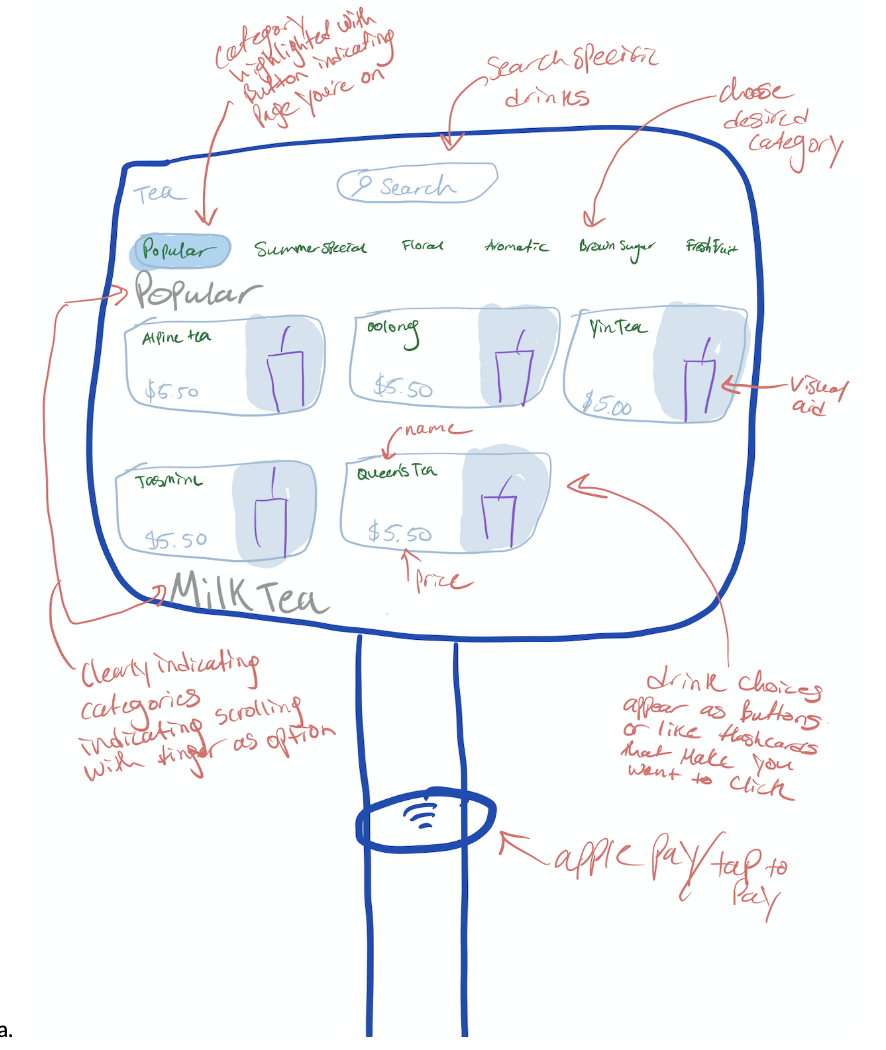 Category
highlighted with
Button indicating
Page you're on
Search specific
drinks
choose
desired
category
Tea
Search
Popular
Summer Special
Floral
Aromatic
Brown Sugar
Fresh Fruit
Popular
Alpine tea
$5.50
oolong
$5.50
Yin Tea
$5.00
Visual
aid
name
Jasmine
$5.50
Queen's Tea
$5.50
Price
Milk Tea
Clearly indicating
categories
indicating scrolling
with finger as option
drink choices
appear as buttons
or like flashcards
that make you
want to click
apple pay/tap to
Pay
a.